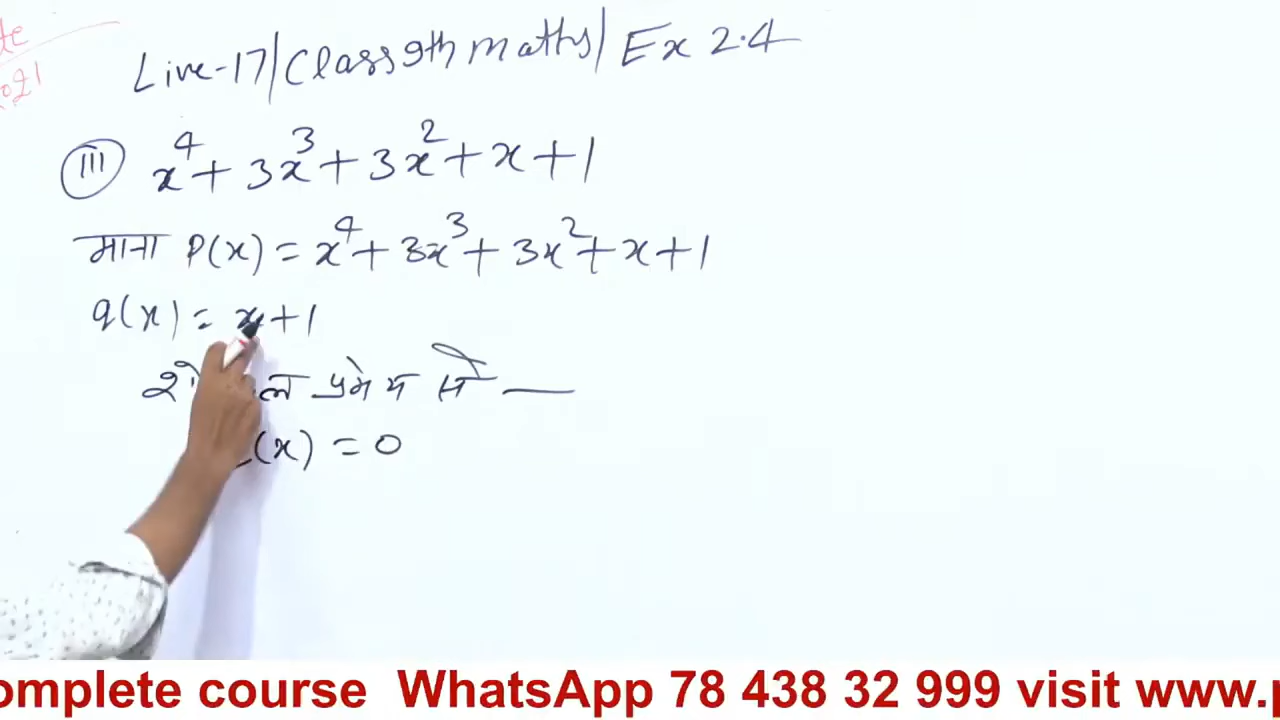 Live-17/Class 9th maths/ Ex 2.4
(III) x⁴ + 3x³ + 3x² + x + 1
माना P(x) = x⁴ + 3x³ + 3x² + x + 1
q(x) = x + 1
प्रमेय से —
(x) = 0
omplete course WhatsApp 78 438 32 999 visit www.